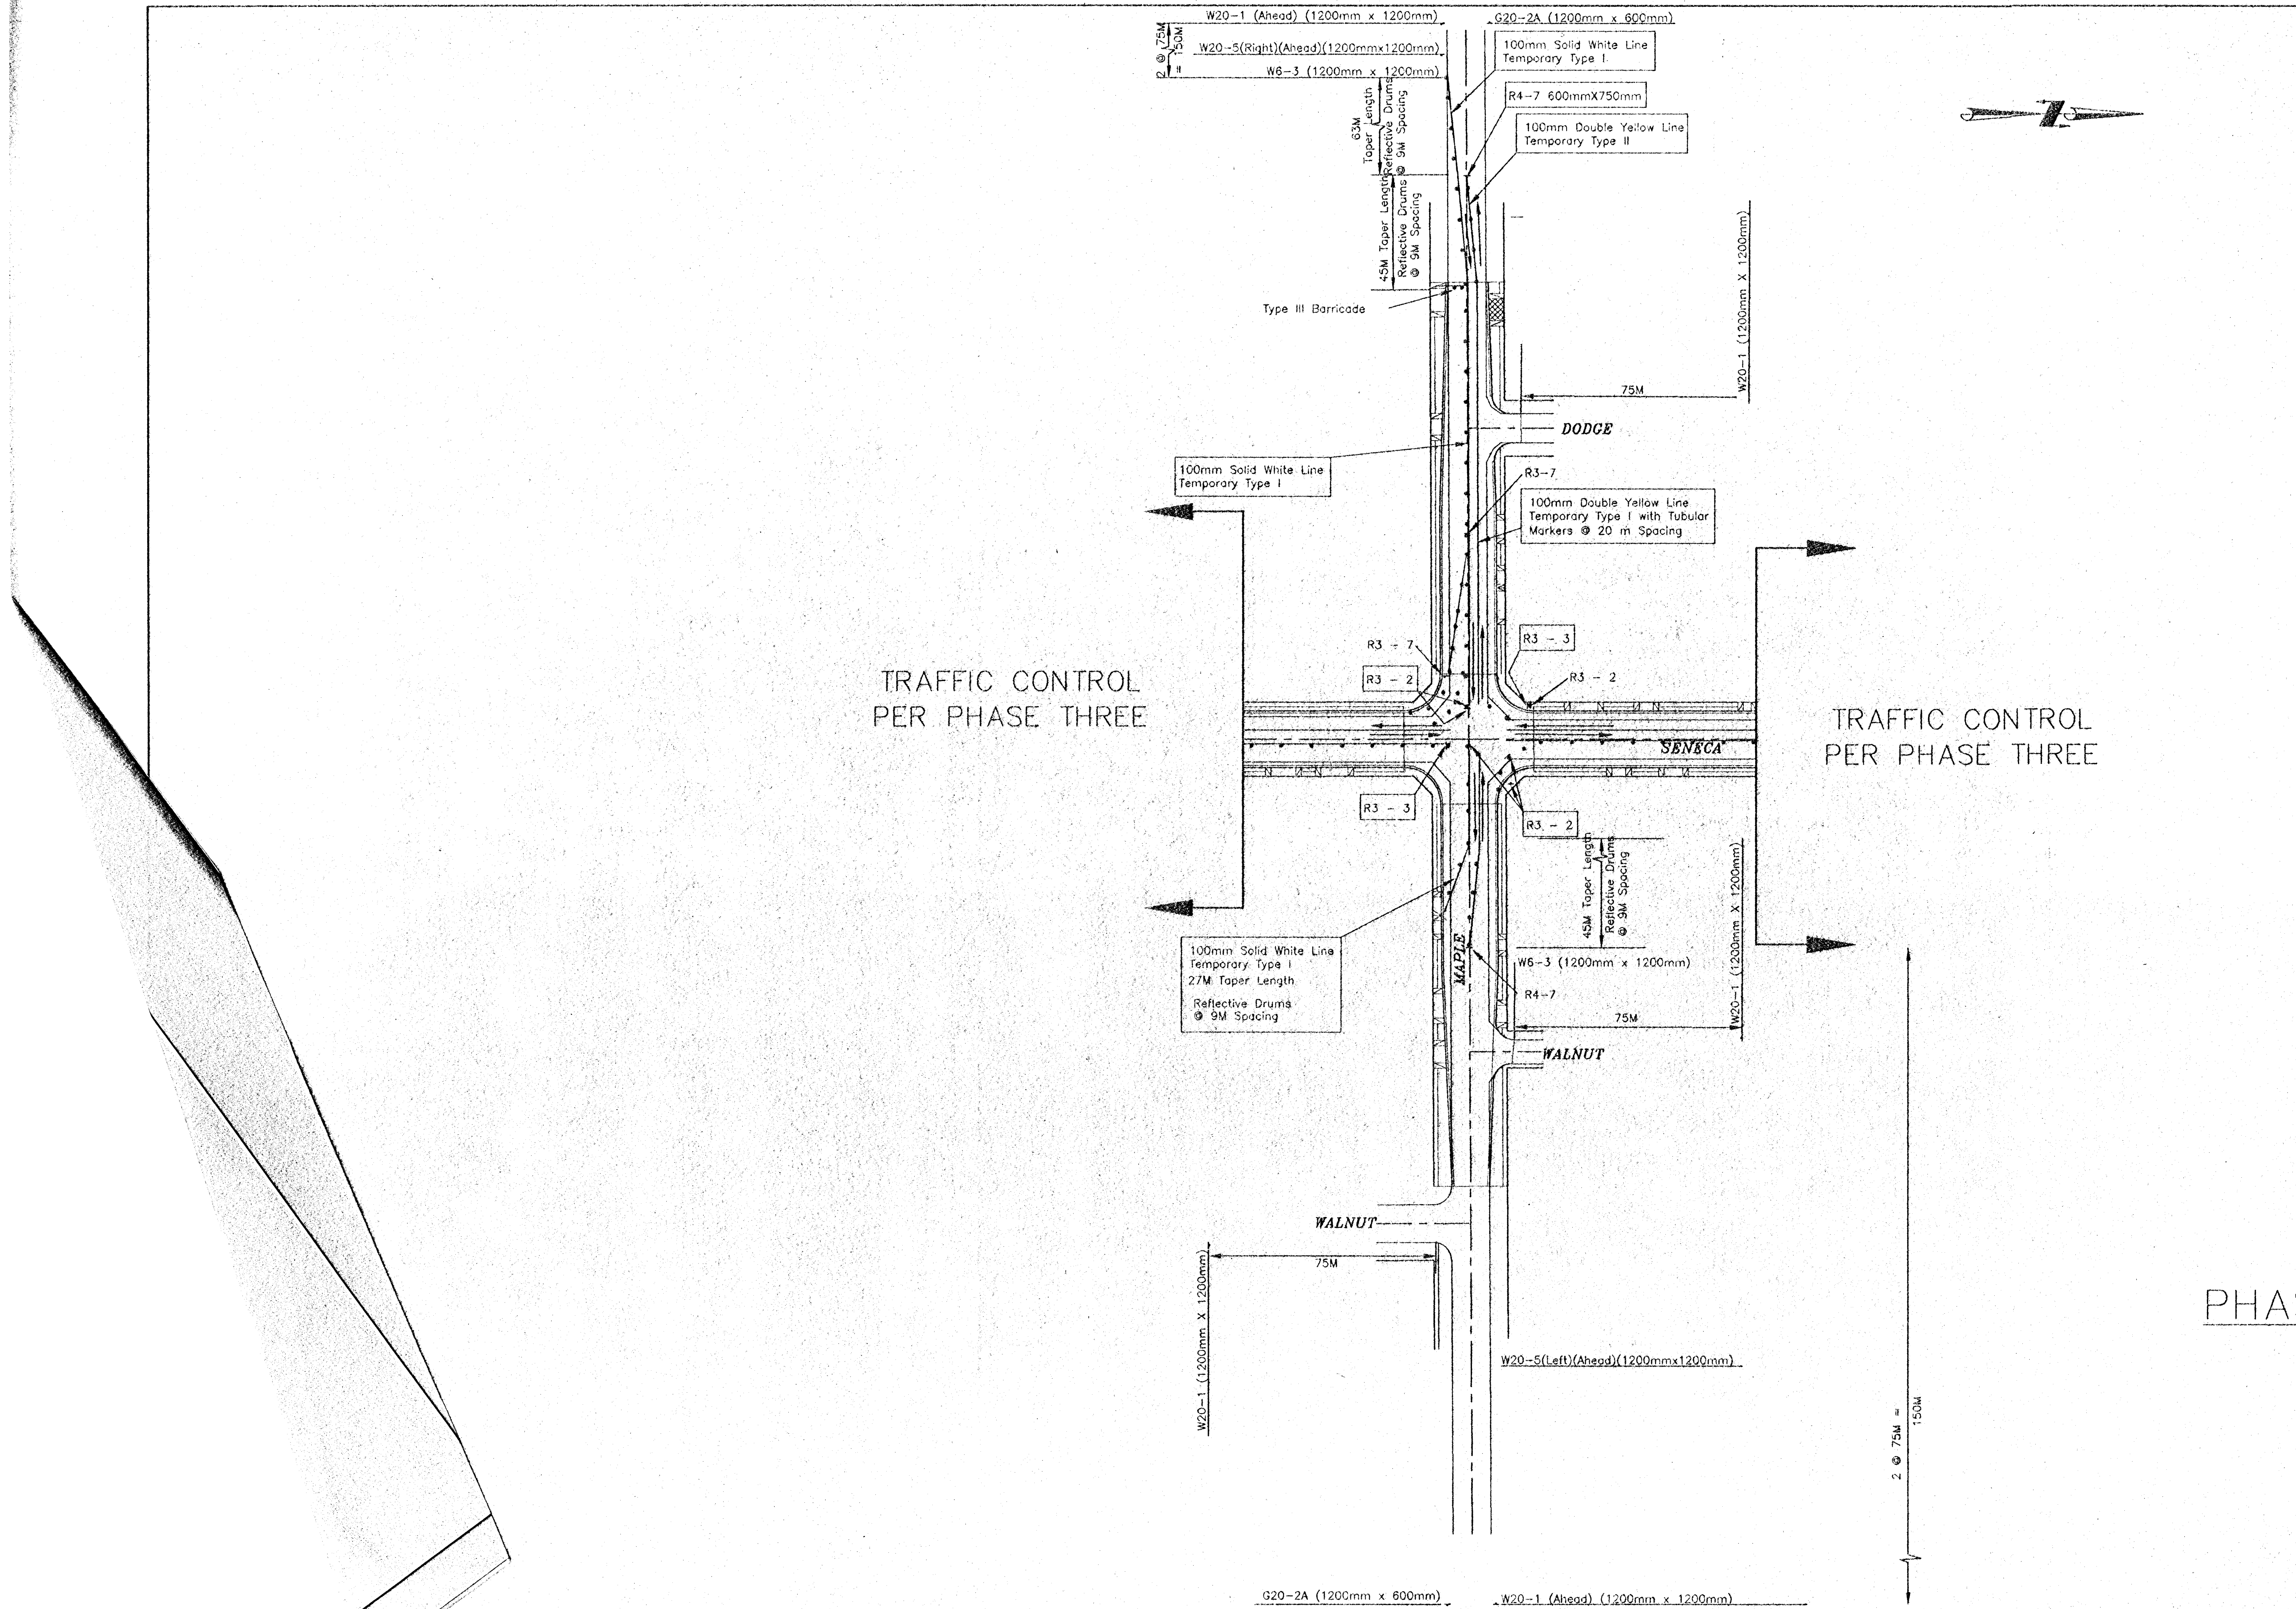 W20-1 (Ahead) (1200mm x 1200mm)
G20-2A (1200mm x 600mm)
2 @ 75M
= 150M
W20-5(Right)(Ahead)(1200mmx1200mm)
W6-3 (1200mm x 1200mm)
100mm Solid White Line
Temporary Type I
R4-7 600mmX750mm
100mm Double Yellow Line
Temporary Type II
63M
Taper Length
Reflective Drums
@ 9M Spacing
45M Taper Length
Reflective Drums
@ 9M Spacing
W20-1 (1200mm X 1200mm)
Type III Barricade
75M
DODGE
100mm Solid White Line
Temporary Type I
R3-7
100mm Double Yellow Line
Temporary Type I with Tubular
Markers @ 20 m Spacing
R3 - 7
R3 - 3
R3 - 2
R3 - 2
TRAFFIC CONTROL
PER PHASE THREE
TRAFFIC CONTROL
PER PHASE THREE
SENECA
R3 - 3
R3 - 2
45M Taper Length
Reflective Drums
@ 9M Spacing
W20-1 (1200mm X 1200mm)
100mm Solid White Line
Temporary Type I
27M Taper Length
Reflective Drums
@ 9M Spacing
MAPLE
W6-3 (1200mm x 1200mm)
R4-7
75M
WALNUT
WALNUT
75M
W20-1 (1200mm X 1200mm)
PHAS
W20-5(Left)(Ahead)(1200mmx1200mm)
2 @ 75M =
150M
G20-2A (1200mm x 600mm)
W20-1 (Ahead) (1200mm x 1200mm)